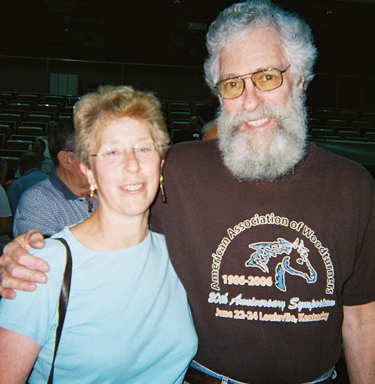 American Association of Woodturners
1986-2006
20th Anniversary Symposium
June 22-24 Louisville, Kentucky